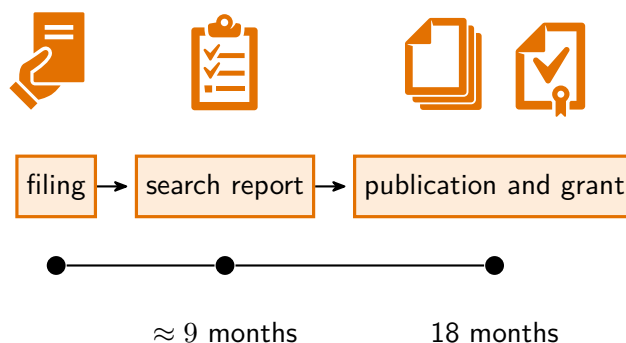 filing
search report
publication and grant
≈ 9 months
18 months